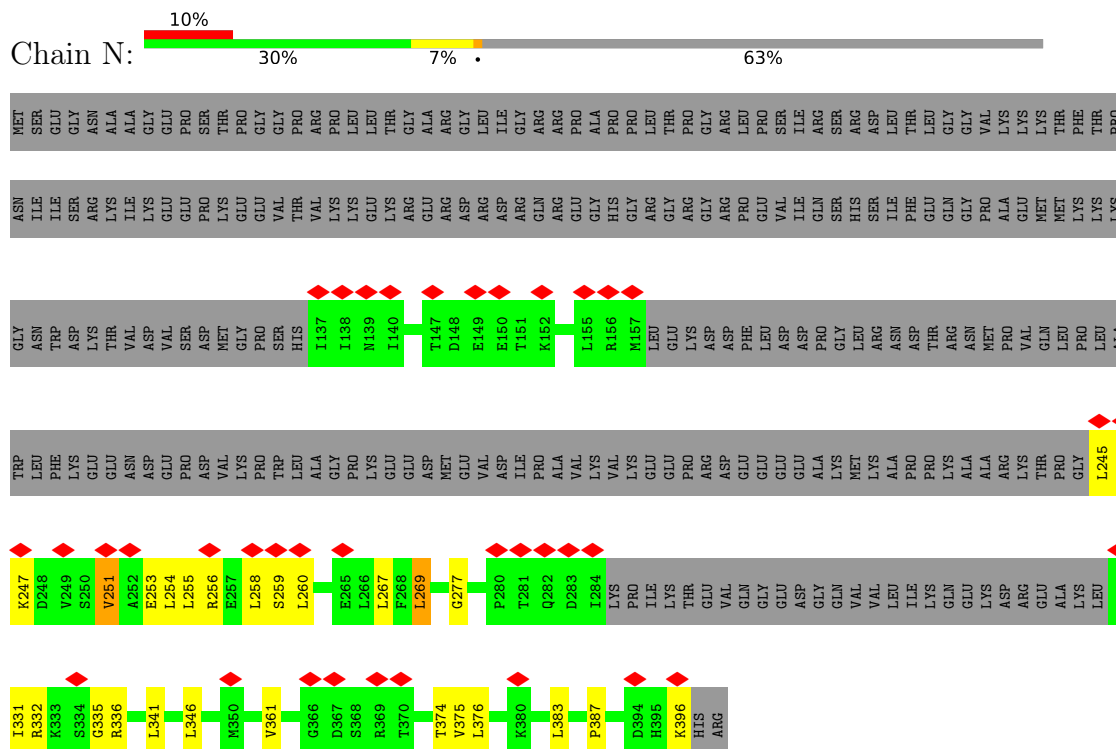 10%
Chain N:
30% 7% • 63%
MET SER GLU GLY ASN ALA ALA GLY GLU PRO SER THR PRO GLY GLY PRO ARG PRO LEU LEU THR GLY ALA ARG GLY LEU ILE GLY ARG ARG PRO ALA PRO PRO LEU THR PRO GLY ARG LEU PRO SER ILE ARG SER ARG ASP LEU THR LEU GLY GLY VAL LYS LYS LYS THR PHE THR PRO
ASN ILE ILE SER ARG LYS ILE LYS GLU GLU PRO LYS GLU GLU VAL THR VAL LYS LYS GLU LYS ARG GLU ARG ASP ARG ASP ARG GLN ARG GLU GLY HIS GLY ARG GLY ARG GLY ARG PRO GLU VAL ILE GLN SER HIS SER ILE PHE GLU GLN GLY PRO ALA GLU MET MET LYS LYS LYS
GLY ASN TRP ASP LYS THR VAL ASP VAL SER ASP MET GLY PRO SER HIS I137 I138 N139 I140 T147 D148 E149 E150 T151 K152 L155 R156 M157 LEU GLU LYS ASP ASP PHE LEU ASP ASP PRO GLY LEU ARG ASN ASP THR ARG ASN MET PRO VAL GLN LEU PRO LEU ALA
TRP LEU PHE LYS GLU GLU ASN ASP GLU PRO ASP VAL LYS PRO TRP LEU ALA GLY PRO LYS GLU GLU ASP MET GLU VAL ASP ILE PRO ALA VAL LYS VAL LYS GLU GLU PRO ARG ASP GLU GLU GLU GLU ALA LYS MET LYS ALA PRO PRO LYS ALA ALA ARG LYS THR PRO GLY L245
K247 D248 V249 S250 V251 A252 E253 L254 L255 R256 E257 L258 S259 L260 E265 L266 L267 F268 L269 G277 P280 T281 Q282 D283 I284 LYS PRO ILE LYS THR GLU VAL GLN GLY GLU ASP GLY GLN VAL VAL LEU ILE LYS GLN GLU LYS ASP ARG GLU ALA LYS LEU
I331 R332 K333 S334 G335 R336 L341 L346 M350 V361 G366 D367 S368 R369 T370 T374 V375 L376 K380 L383 P387 D394 H395 K396 HIS ARG